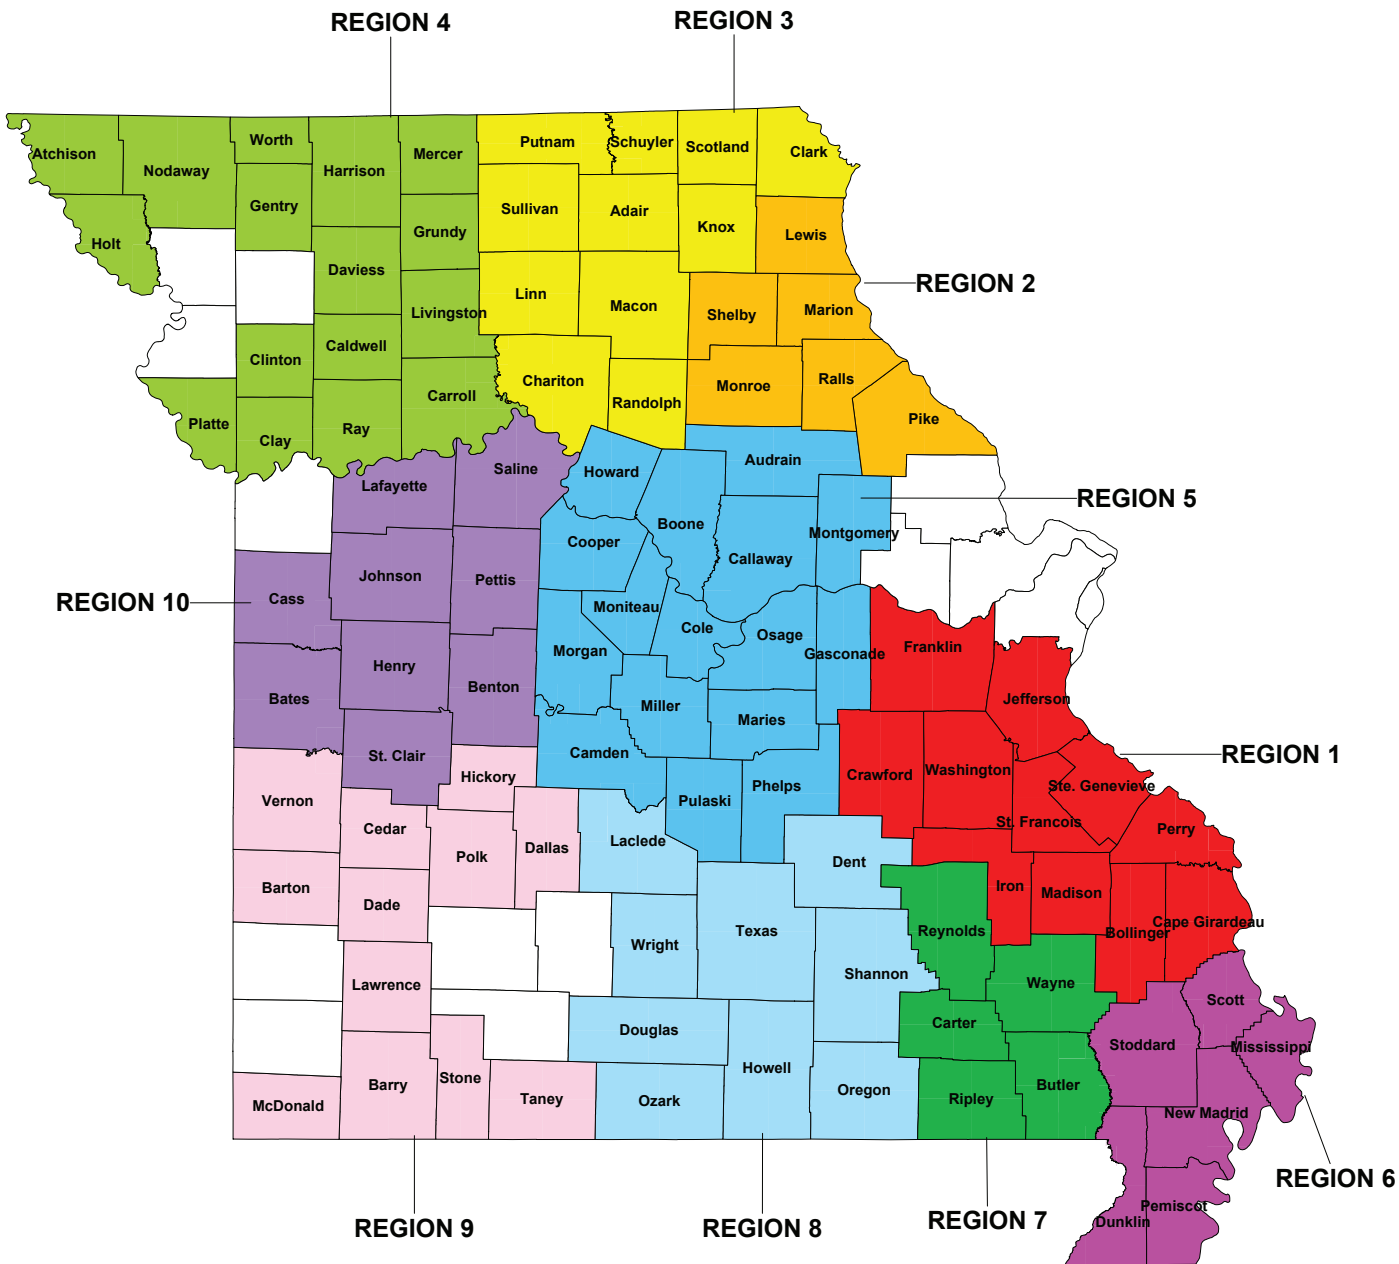 REGION 4
REGION 3
Atchison
Nodaway
Worth
Harrison
Mercer
Putnam
Schuyler
Scotland
Clark
Gentry
Sullivan
Adair
Knox
Lewis
Holt
Grundy
Daviess
REGION 2
Linn
Macon
Livingston
Shelby
Marion
Clinton
Caldwell
Chariton
Monroe
Ralls
Carroll
Randolph
Platte
Clay
Ray
Pike
Lafayette
Saline
Howard
Audrain
REGION 5
Boone
Montgomery
Cooper
Callaway
Johnson
Pettis
REGION 10
Cass
Moniteau
Cole
Osage
Morgan
Gasconade
Franklin
Henry
Benton
Bates
Miller
Maries
Jefferson
St. Clair
Camden
REGION 1
Hickory
Crawford
Washington
Vernon
Pulaski
Phelps
Ste. Genevieve
Cedar
St. Francois
Perry
Polk
Dallas
Laclede
Dent
Barton
Iron
Madison
Dade
Reynolds
Bollinger
Cape Girardeau
Wright
Texas
Lawrence
Shannon
Wayne
Scott
Douglas
Carter
Stoddard
Mississippi
Stone
Howell
Barry
Oregon
Butler
McDonald
Taney
Ozark
Ripley
New Madrid
REGION 6
Pemiscot
Dunklin
REGION 9
REGION 8
REGION 7